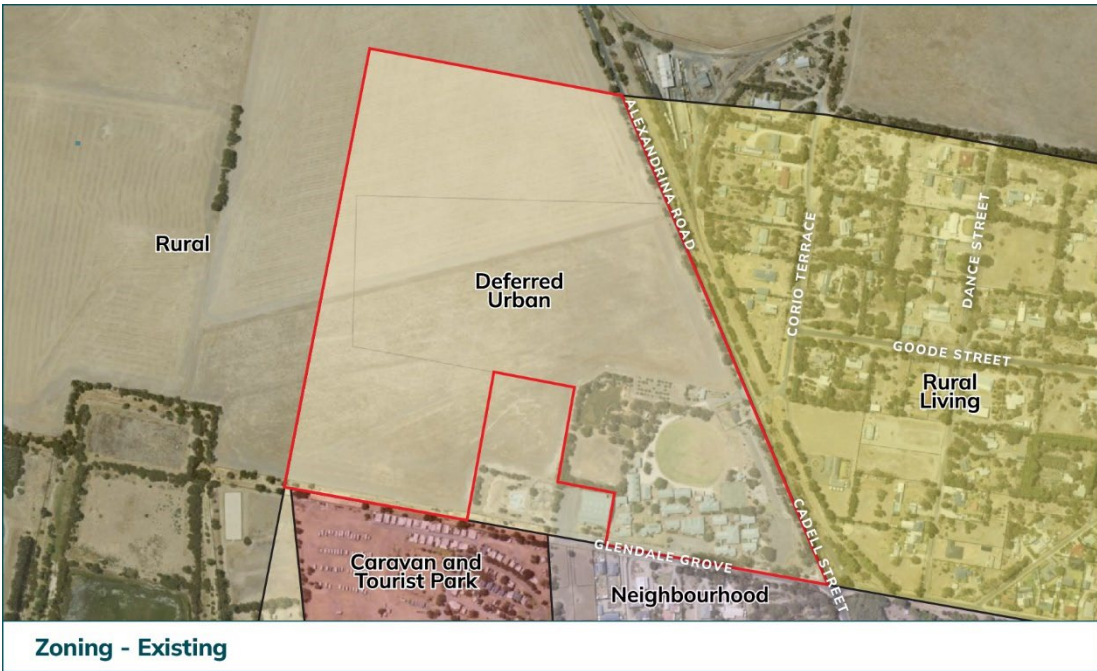 ALEXANDRINA ROAD
Rural
Deferred
Urban
CORIO TERRACE
DANCE STREET
GOODE STREET
Rural
Living
CADELL STREET
GLENDALE GROVE
Caravan and
Tourist Park
Neighbourhood
Zoning - Existing